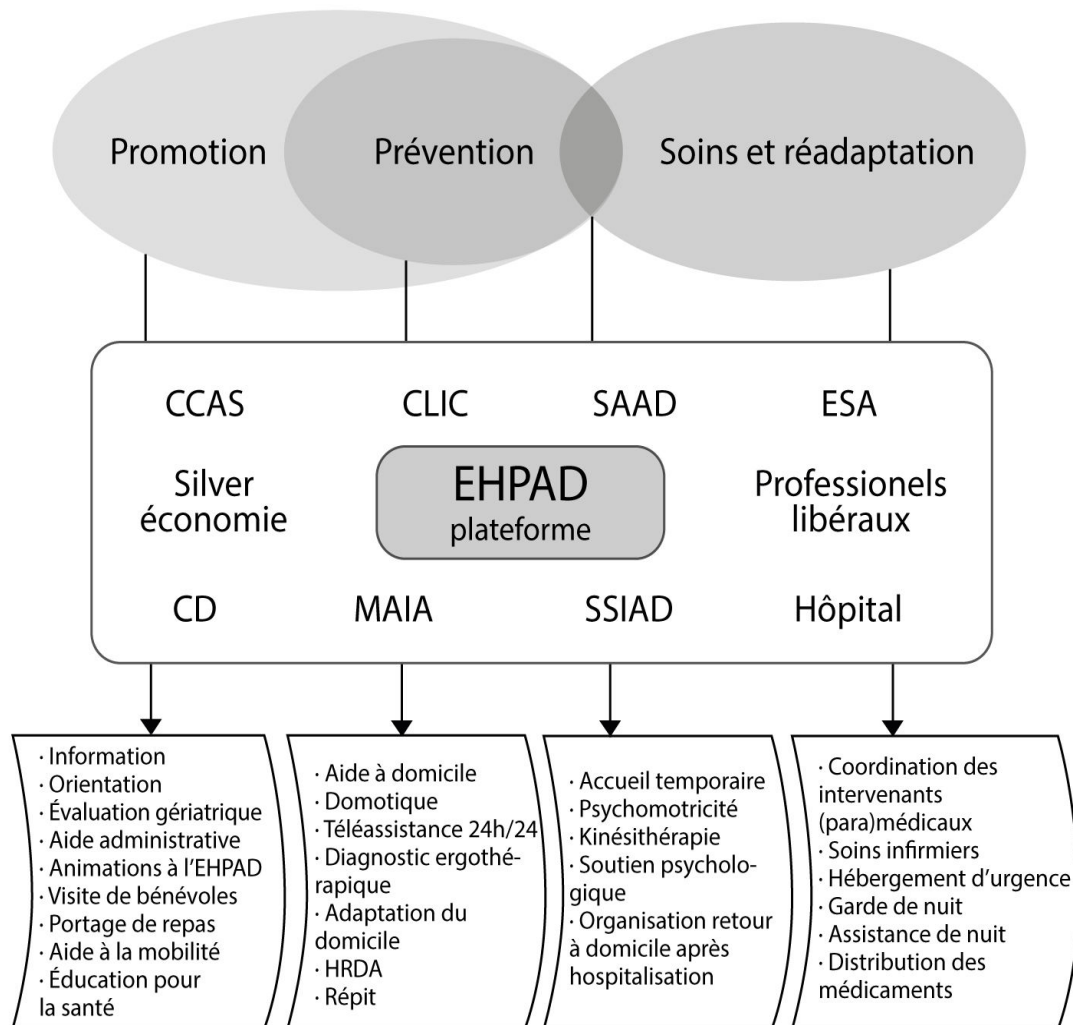 Promotion
Prévention
Soins et réadaptation
CCAS
CLIC
SAAD
ESA
Silver
économie
EHPAD
plateforme
Professionels
libéraux
CD
MAIA
SSIAD
Hôpital
· Information
· Orientation
· Évaluation gériatrique
· Aide administrative
· Animations à l'EHPAD
· Visite de bénévoles
· Portage de repas
· Aide à la mobilité
· Éducation pour
la santé
· Aide à domicile
· Domotique
· Téléassistance 24h/24
· Diagnostic ergothé-
rapique
· Adaptation du
domicile
· HRDA
· Répit
· Accueil temporaire
· Psychomotricité
· Kinésithérapie
· Soutien psycholo-
gique
· Organisation retour
à domicile après
hospitalisation
· Coordination des
intervenants
(para)médicaux
· Soins infirmiers
· Hébergement d'urgence
· Garde de nuit
· Assistance de nuit
· Distribution des
médicaments